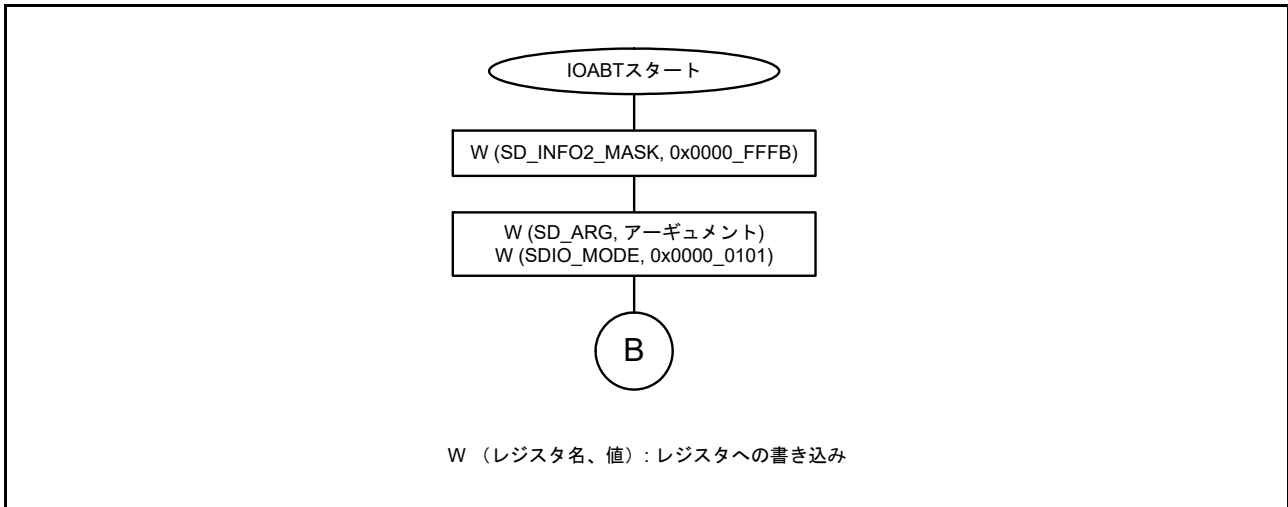 IOABTスタート
W (SD_INFO2_MASK, 0x0000_FFFB)
W (SD_ARG, アーギュメント)
W (SDIO_MODE, 0x0000_0101)
B
W （レジスタ名、値）: レジスタへの書き込み